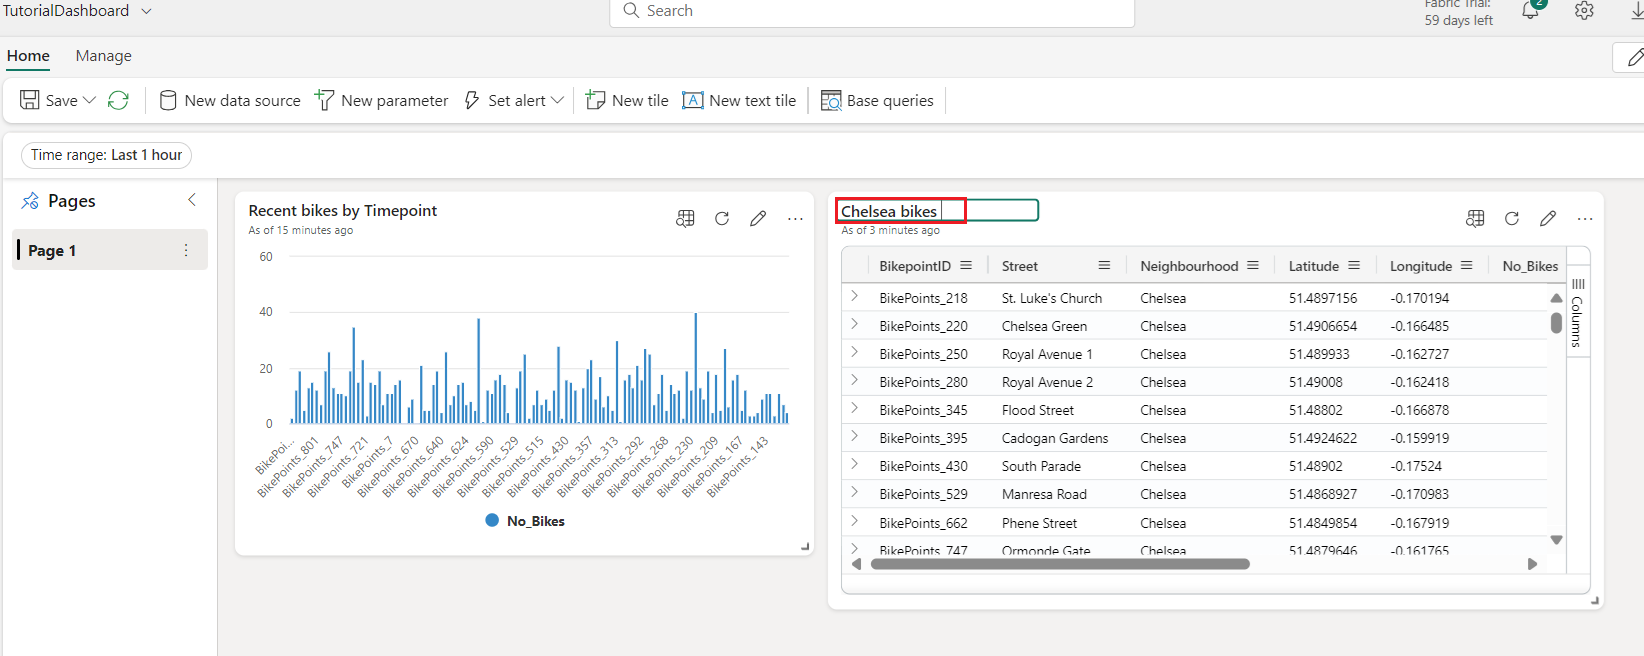 TutorialDashboard
Search
Fabric Trial:
59 days left
2
Home
Manage
Save
New data source
New parameter
Set alert
New tile
New text tile
Base queries
Time range: Last 1 hour
Pages
Page 1
Recent bikes by Timepoint
As of 15 minutes ago
60
40
20
0
BikePoi...
BikePoints_801
BikePoints_747
BikePoints_721
BikePoints_7
BikePoints_670
BikePoints_640
BikePoints_624
BikePoints_590
BikePoints_529
BikePoints_515
BikePoints_430
BikePoints_357
BikePoints_313
BikePoints_292
BikePoints_268
BikePoints_230
BikePoints_209
BikePoints_167
BikePoints_143
No_Bikes
Chelsea bikes
As of 3 minutes ago
BikepointID Street Neighbourhood Latitude Longitude No_Bikes
BikePoints_218 St. Luke's Church Chelsea 51.4897156 -0.170194
BikePoints_220 Chelsea Green Chelsea 51.4906654 -0.166485
BikePoints_250 Royal Avenue 1 Chelsea 51.489933 -0.162727
BikePoints_280 Royal Avenue 2 Chelsea 51.49008 -0.162418
BikePoints_345 Flood Street Chelsea 51.48802 -0.166878
BikePoints_395 Cadogan Gardens Chelsea 51.4924622 -0.159919
BikePoints_430 South Parade Chelsea 51.48902 -0.17524
BikePoints_529 Manresa Road Chelsea 51.4868927 -0.170983
BikePoints_662 Phene Street Chelsea 51.4849854 -0.167919
BikePoints_747 Ormonde Gate Chelsea 51.4879646 -0.161765
Columns